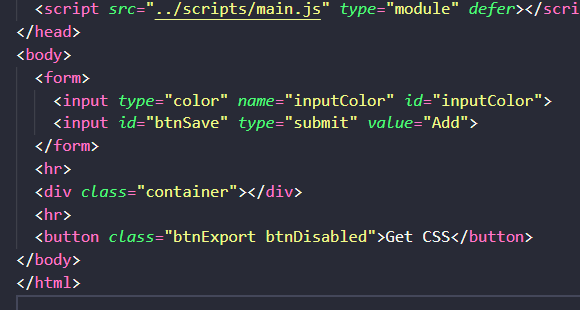 <script src="../scripts/main.js" type="module" defer></scri
</head>
<body>
<form>
<input type="color" name="inputColor" id="inputColor">
<input id="btnSave" type="submit" value="Add">
</form>
<hr>
<div class="container"></div>
<hr>
<button class="btnExport btnDisabled">Get CSS</button>
</body>
</html>